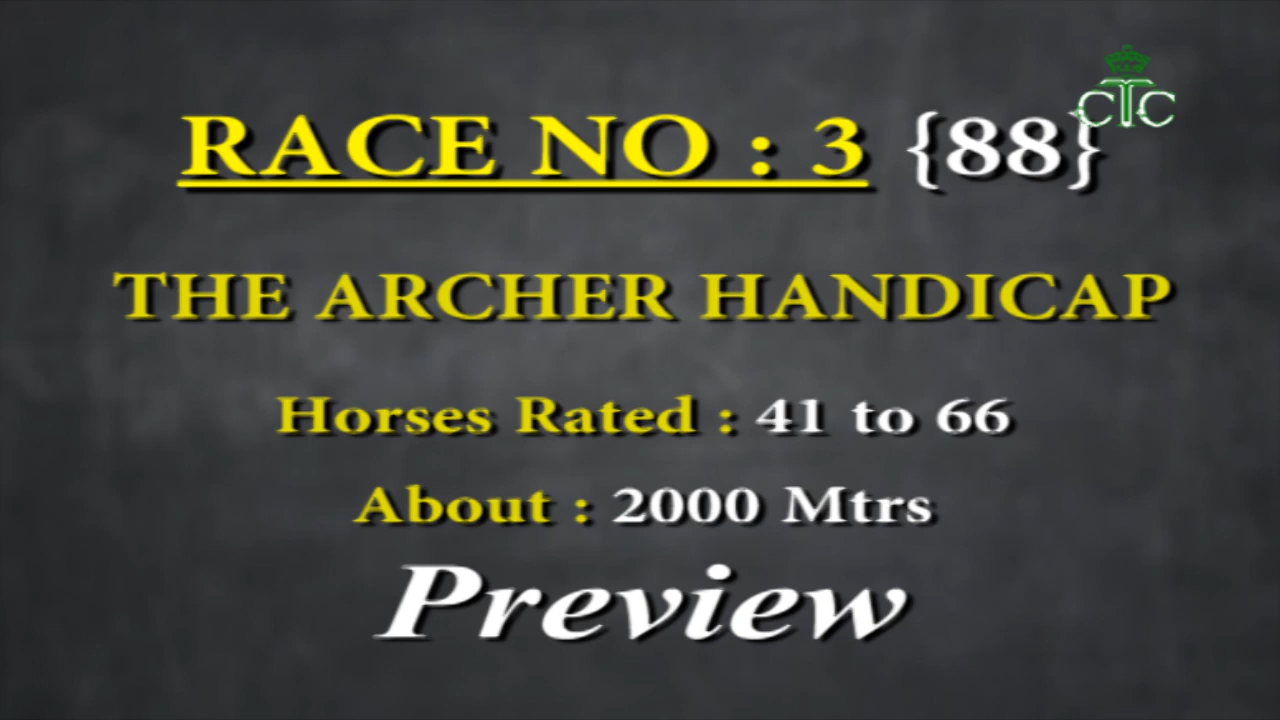 RACE NO : 3 {88}
CTC
THE ARCHER HANDICAP
Horses Rated : 41 to 66
About : 2000 Mtrs
Preview